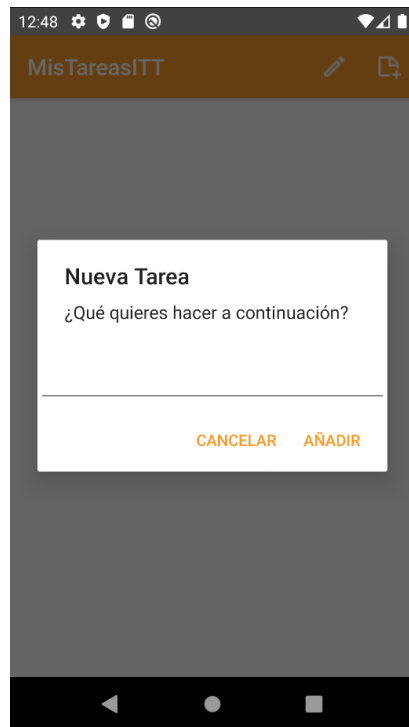 12:48
MisTareasITT
Nueva Tarea
¿Qué quieres hacer a continuación?
CANCELAR AÑADIR